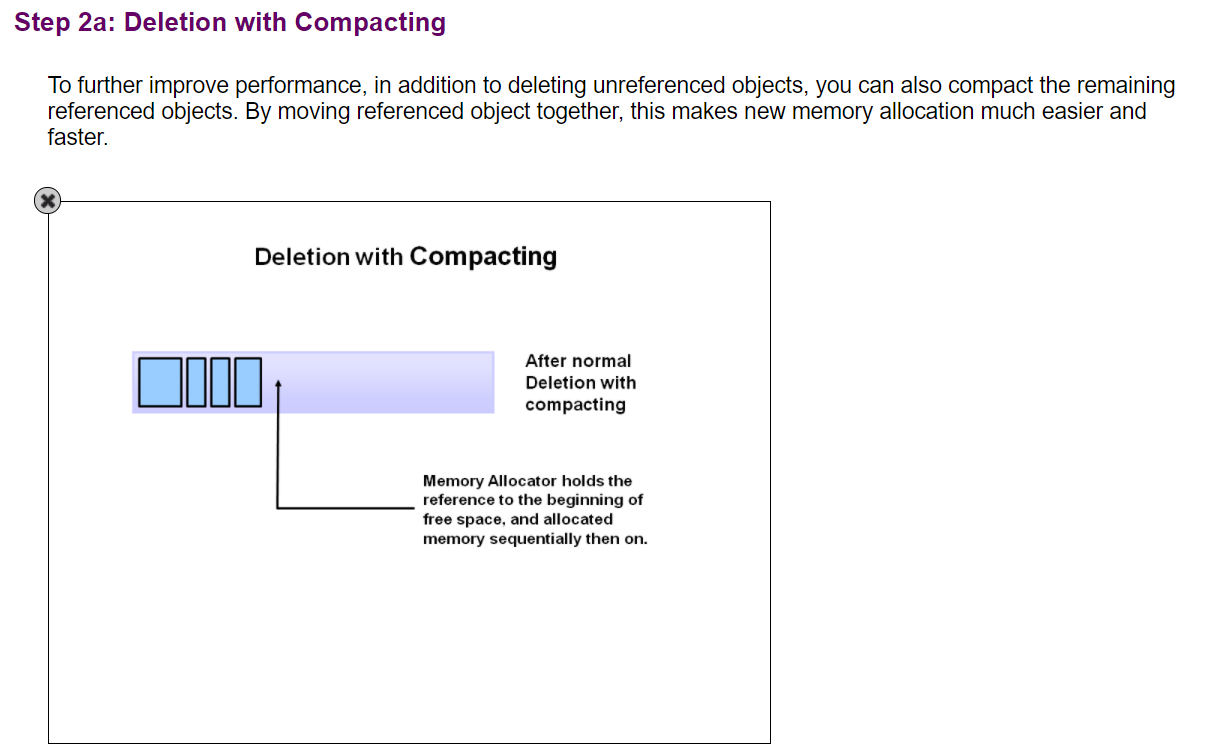 Step 2a: Deletion with Compacting
To further improve performance, in addition to deleting unreferenced objects, you can also compact the remaining
referenced objects. By moving referenced object together, this makes new memory allocation much easier and
faster.
Deletion with Compacting
After normal
Deletion with
compacting
Memory Allocator holds the
reference to the beginning of
free space, and allocated
memory sequentially then on.